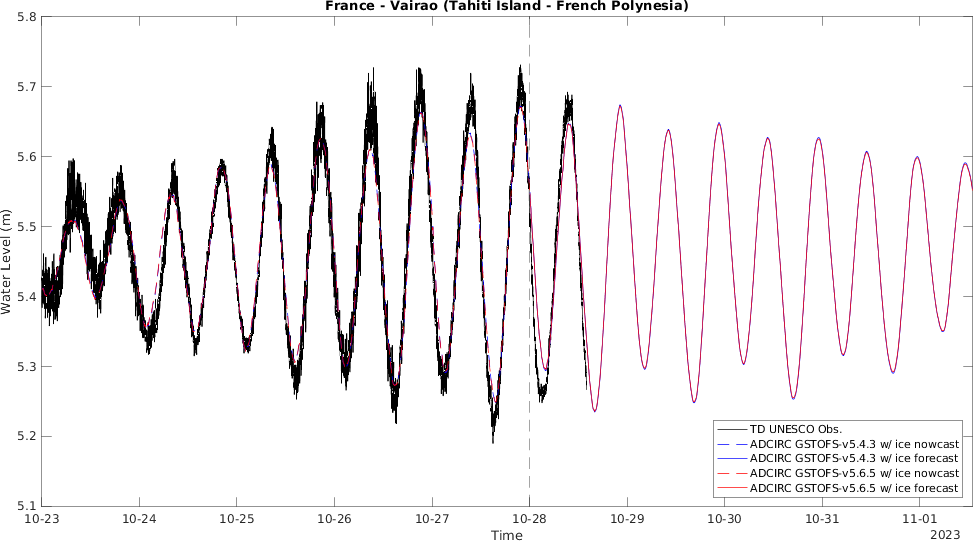 France - Vairao (Tahiti Island - French Polynesia)
5.8
5.7
5.6
5.5
5.4
5.3
5.2
5.1
Water Level (m)
TD UNESCO Obs.
ADCIRC GSTOFS-v5.4.3 w/ ice nowcast
ADCIRC GSTOFS-v5.4.3 w/ ice forecast
ADCIRC GSTOFS-v5.6.5 w/ ice nowcast
ADCIRC GSTOFS-v5.6.5 w/ ice forecast
10-23 10-24 10-25 10-26 10-27 10-28 10-29 10-30 10-31 11-01
Time
2023